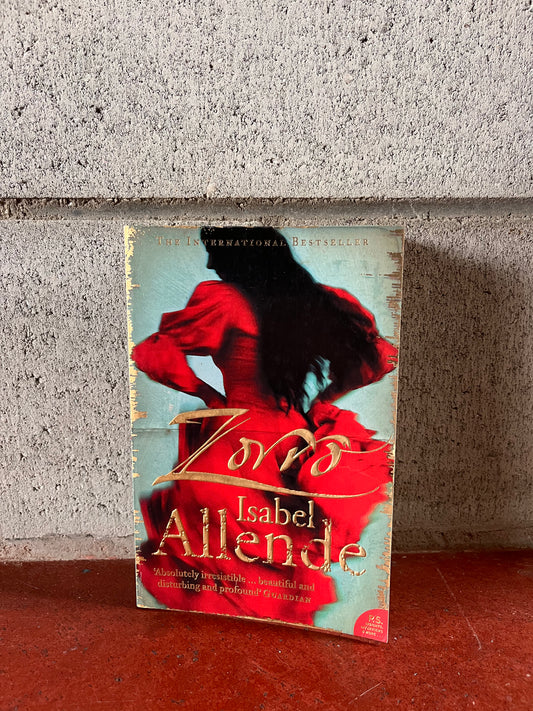 THE INTERNATIONAL BESTSELLER
Zorro
Isabel
Allende
'Absolutely irresistible ... beautiful and
disturbing and profound' GUARDIAN
P.S.